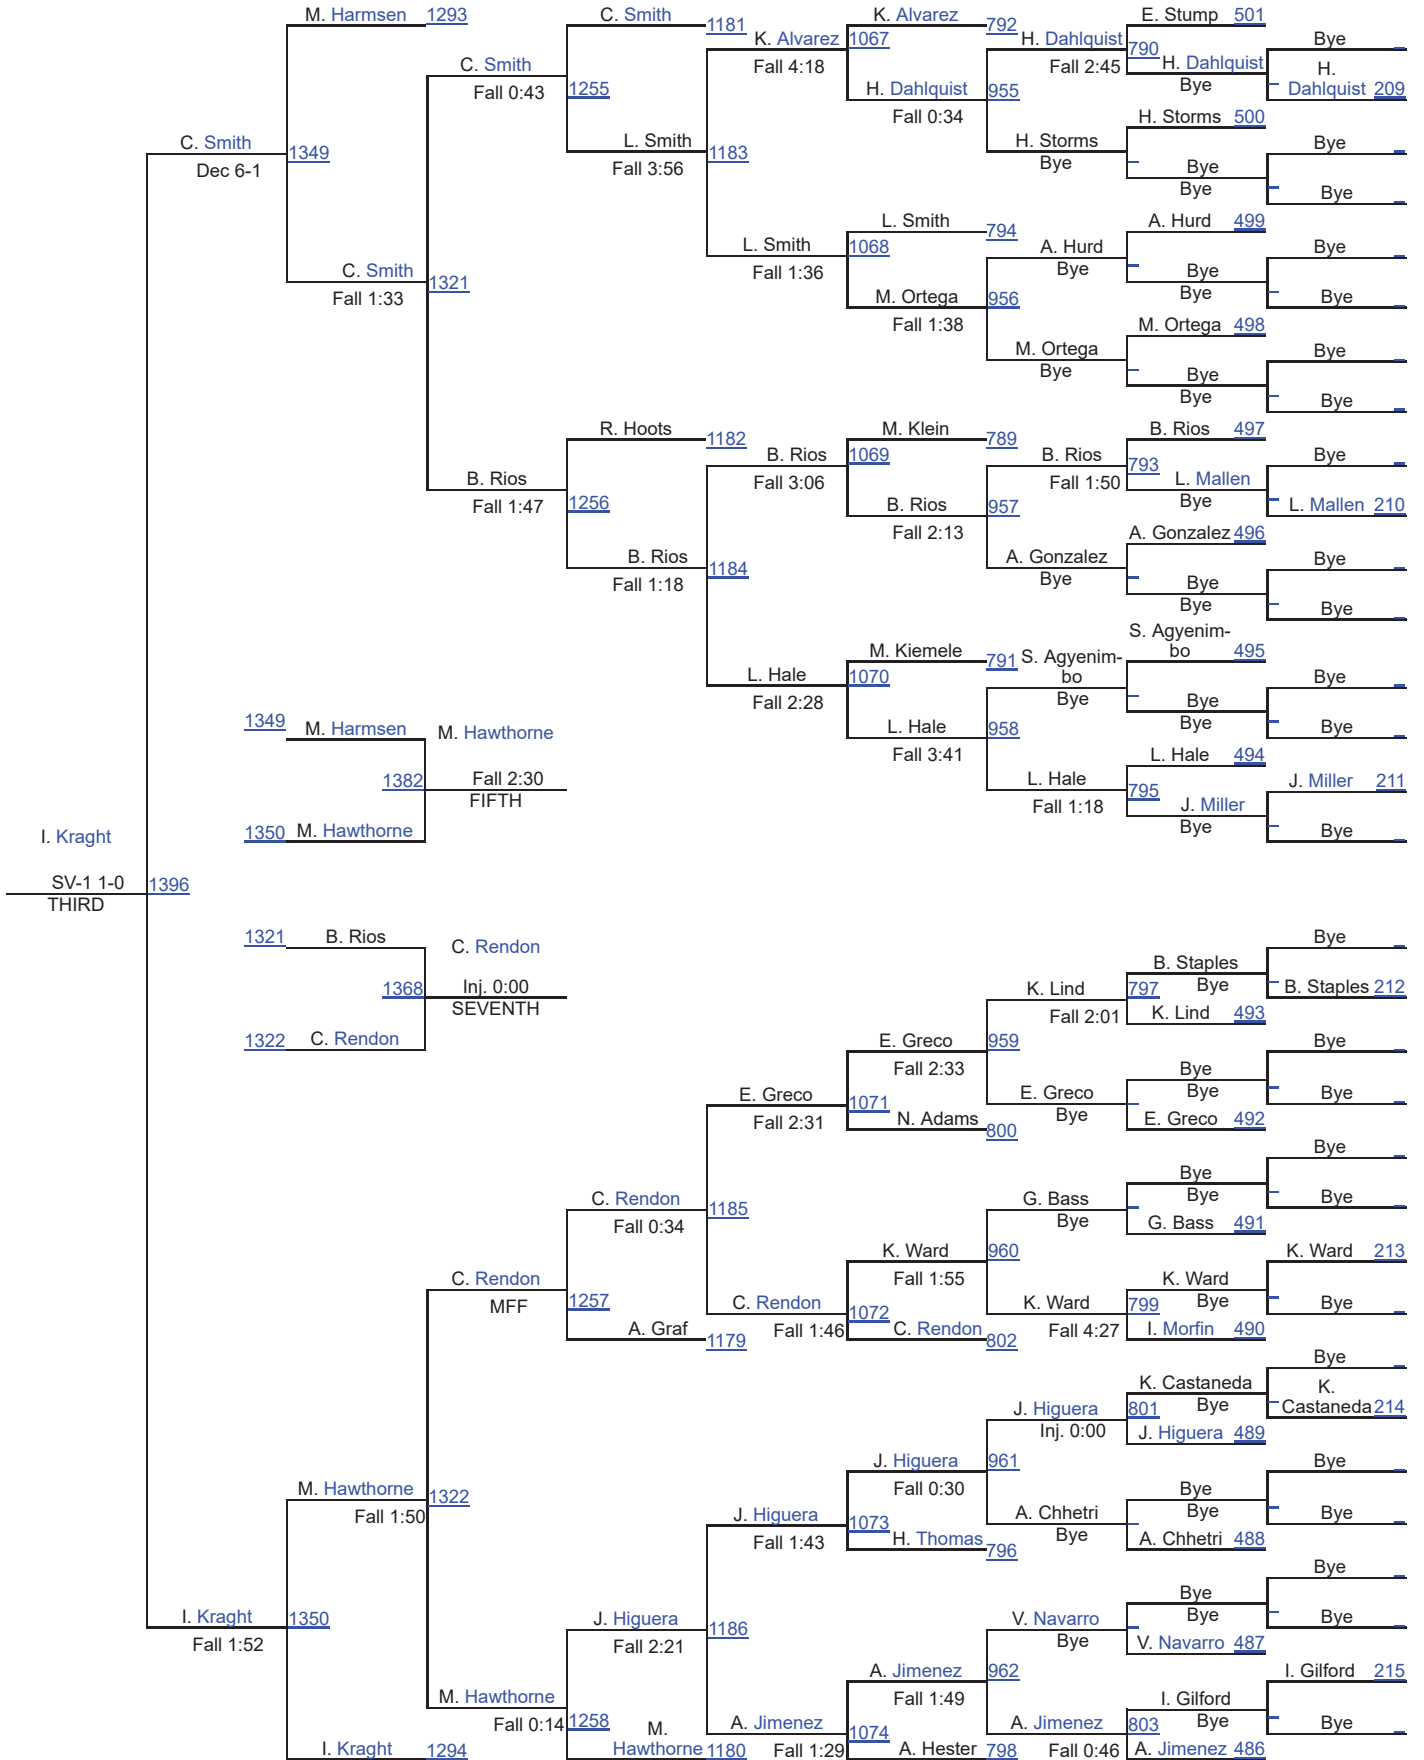 M. Harmsen 1293
C. Smith 1181
K. Alvarez 792
E. Stump 501
K. Alvarez 1067
H. Dahlquist 790
Bye
Fall 4:18
Fall 2:45
H. Dahlquist
Bye
H.
Dahlquist 209
C. Smith
Fall 0:43
1255
H. Dahlquist 955
Fall 0:34
H. Storms 500
L. Smith 1183
Fall 3:56
H. Storms
Bye
Bye
Bye
Bye
Bye
C. Smith 1349
Dec 6-1
L. Smith 794
A. Hurd 499
L. Smith 1068
Fall 1:36
A. Hurd
Bye
Bye
Bye
Bye
Bye
C. Smith 1321
Fall 1:33
M. Ortega 956
Fall 1:38
M. Ortega 498
M. Ortega
Bye
Bye
Bye
Bye
Bye
R. Hoots 1182
M. Klein 789
B. Rios 497
B. Rios 1069
Fall 3:06
B. Rios 793
Fall 1:50
L. Mallen
Bye
Bye
L. Mallen 210
B. Rios
Fall 1:47
1256
B. Rios 957
Fall 2:13
A. Gonzalez 496
B. Rios 1184
Fall 1:18
A. Gonzalez
Bye
Bye
Bye
Bye
Bye
M. Kiemele 791
S. Agyenim-
bo
Bye
S. Agyenim-
bo 495
L. Hale 1070
Fall 2:28
Bye
Bye
Bye
Bye
L. Hale 958
Fall 3:41
L. Hale 494
L. Hale 795
Fall 1:18
J. Miller
Bye
J. Miller 211
Bye
1349 M. Harmsen
M. Hawthorne
1382 Fall 2:30
FIFTH
1350 M. Hawthorne
I. Kraght
SV-1 1-0 1396
THIRD
1321 B. Rios
C. Rendon
1368 Inj. 0:00
SEVENTH
1322 C. Rendon
Bye
B. Staples
Bye
B. Staples 212
K. Lind 797
Fall 2:01
K. Lind 493
E. Greco 959
Fall 2:33
Bye
Bye
Bye
Bye
E. Greco
Fall 2:31
1071
N. Adams 800
E. Greco
Bye
E. Greco 492
C. Rendon 1185
Fall 0:34
G. Bass
Bye
Bye
Bye
Bye
Bye
G. Bass 491
K. Ward 960
Fall 1:55
K. Ward
Bye
K. Ward 213
Bye
C. Rendon
MFF
1257
A. Graf 1179
C. Rendon 1072
Fall 1:46
C. Rendon 802
K. Ward 799
Fall 4:27
I. Morfin 490
Bye
K. Castaneda
Bye
K.
Castaneda 214
J. Higuera 801
Inj. 0:00
J. Higuera 489
J. Higuera 961
Fall 0:30
Bye
Bye
Bye
Bye
M. Hawthorne 1322
Fall 1:50
J. Higuera 1073
Fall 1:43
H. Thomas 796
A. Chhetri
Bye
A. Chhetri 488
J. Higuera 1186
Fall 2:21
V. Navarro
Bye
Bye
Bye
Bye
Bye
V. Navarro 487
I. Kraght 1350
Fall 1:52
A. Jimenez 962
Fall 1:49
I. Gilford
Bye
I. Gilford 215
Bye
M. Hawthorne
Fall 0:14 1258
M.
Hawthorne 1180
A. Jimenez 1074
Fall 1:29
A. Jimenez 803
Fall 0:46
I. Kraght 1294
A. Hester 798
A. Jimenez 486